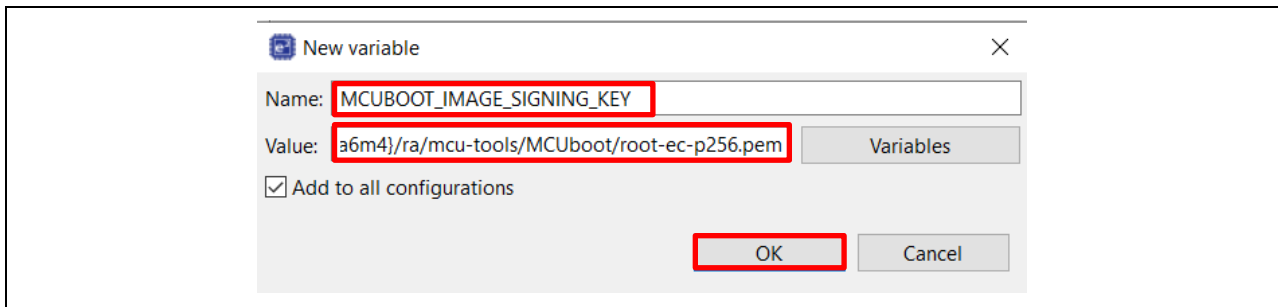 New variable
Name: MCUBOOT_IMAGE_SIGNING_KEY
Value: a6m4}/ra/mcu-tools/MCUboot/root-ec-p256.pem Variables
Add to all configurations
OK Cancel